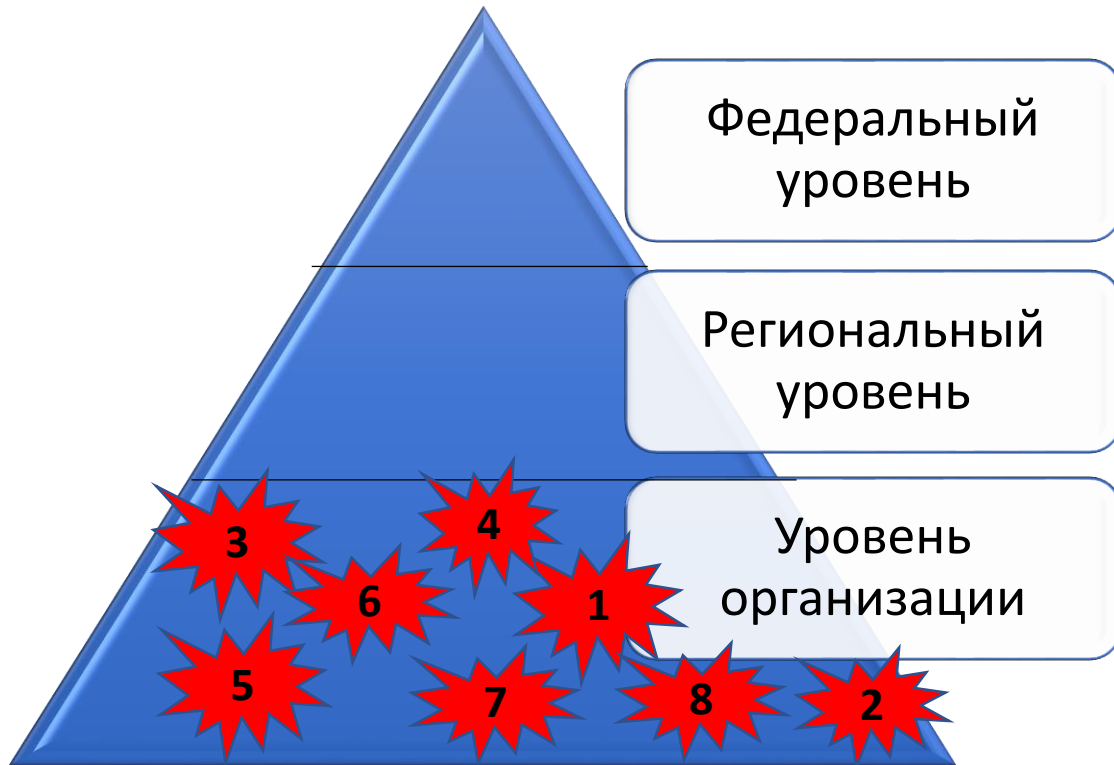 Федеральный
уровень
Региональный
уровень
Уровень
организации
3
4
6
1
5
7
8
2